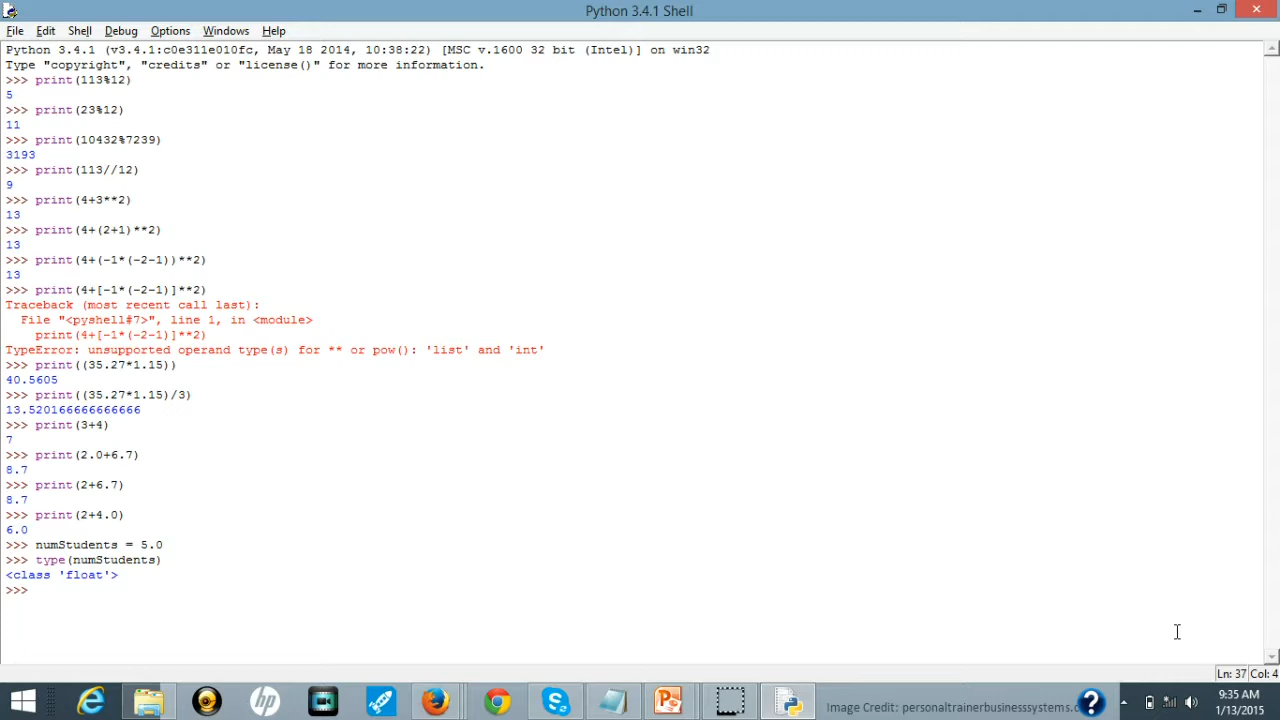 Python 3.4.1 Shell
File Edit Shell Debug Options Windows Help
Python 3.4.1 (v3.4.1:c0e311e010fc, May 18 2014, 10:38:22) [MSC v.1600 32 bit (Intel)] on win32
Type "copyright", "credits" or "license()" for more information.
>>> print(113%12)
5
>>> print(23%12)
11
>>> print(10432%7239)
3193
>>> print(113//12)
9
>>> print(4+3**2)
13
>>> print(4+(2+1)**2)
13
>>> print(4+(-1*(-2-1))**2)
13
>>> print(4+[-1*(-2-1)]**2)
Traceback (most recent call last):
  File "<pyshell#7>", line 1, in <module>
    print(4+[-1*(-2-1)]**2)
TypeError: unsupported operand type(s) for ** or pow(): 'list' and 'int'
>>> print((35.27*1.15))
40.5605
>>> print((35.27*1.15)/3)
13.520166666666666
>>> print(3+4)
7
>>> print(2.0+6.7)
8.7
>>> print(2+6.7)
8.7
>>> print(2+4.0)
6.0
>>> numStudents = 5.0
>>> type(numStudents)
<class 'float'>
>>>
Ln: 37 Col: 4
Image Credit: personaltrainerbusinesssystems.c
9:35 AM
1/13/2015